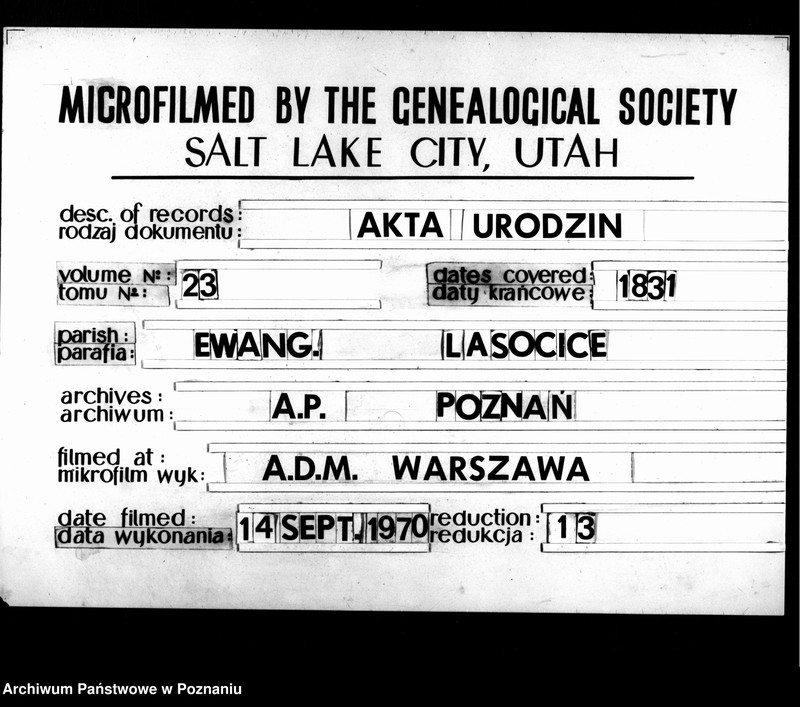 MICROFILMED BY THE GENEALOGICAL SOCIETY
SALT LAKE CITY, UTAH
desc. of records:
rodzaj dokumentu:
AKTA URODZIN
volume №:
tomu №:
23
dates covered:
daty krańcowe:
1831
parish:
parafia:
EWANG. LASOCICE
archives:
archiwum:
A.P. POZNAŃ
filmed at:
mikrofilm wyk:
A.D.M. WARSZAWA
date filmed:
data wykonania:
14 SEPT. 1970
reduction:
redukcja:
13
Archiwum Państwowe w Poznaniu